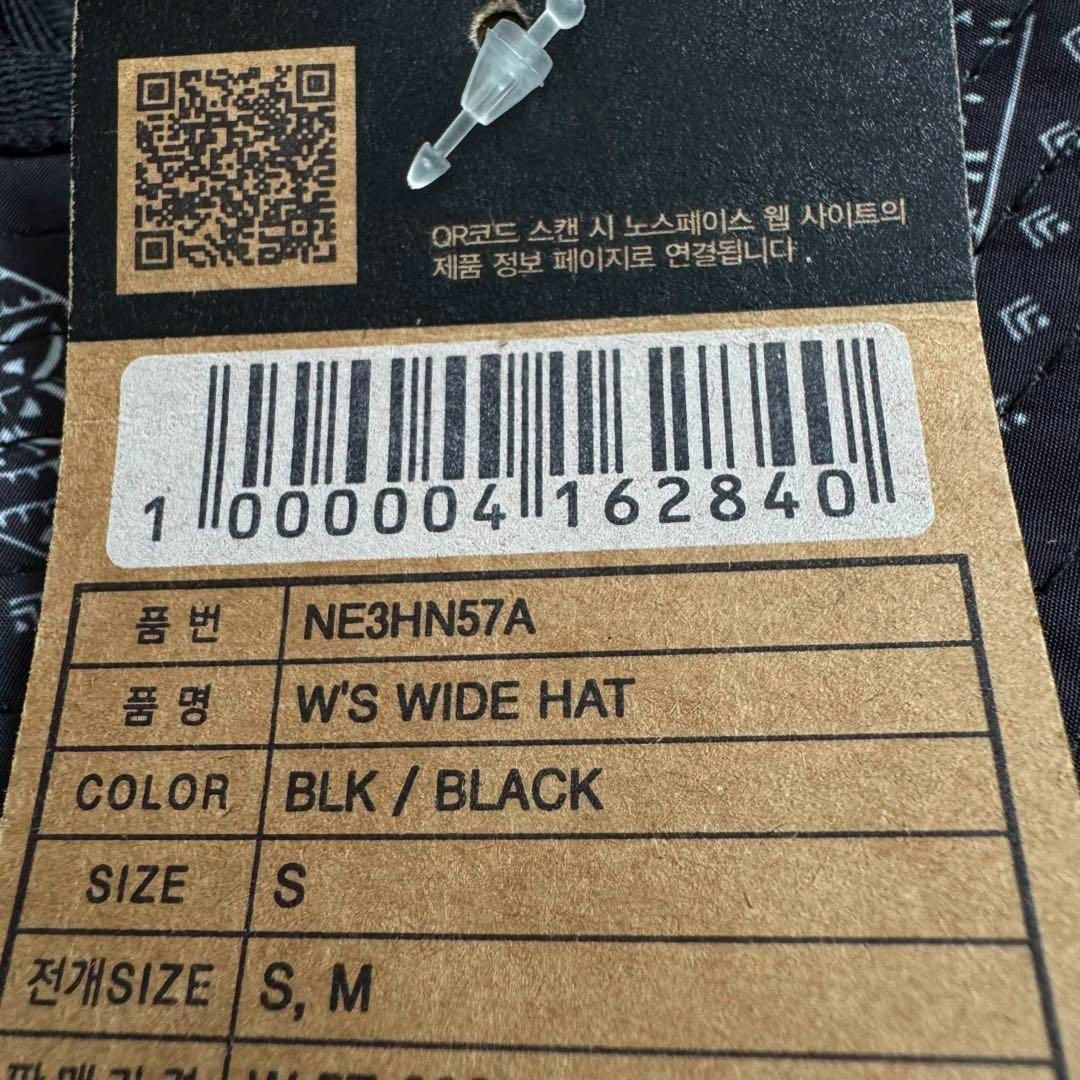 QR코드 스캔 시 노스페이스 웹 사이트의
제품 정보 페이지로 연결됩니다.
1 000004 162840
품 번 NE3HN57A
품 명 W'S WIDE HAT
COLOR BLK / BLACK
SIZE S
전개SIZE S, M